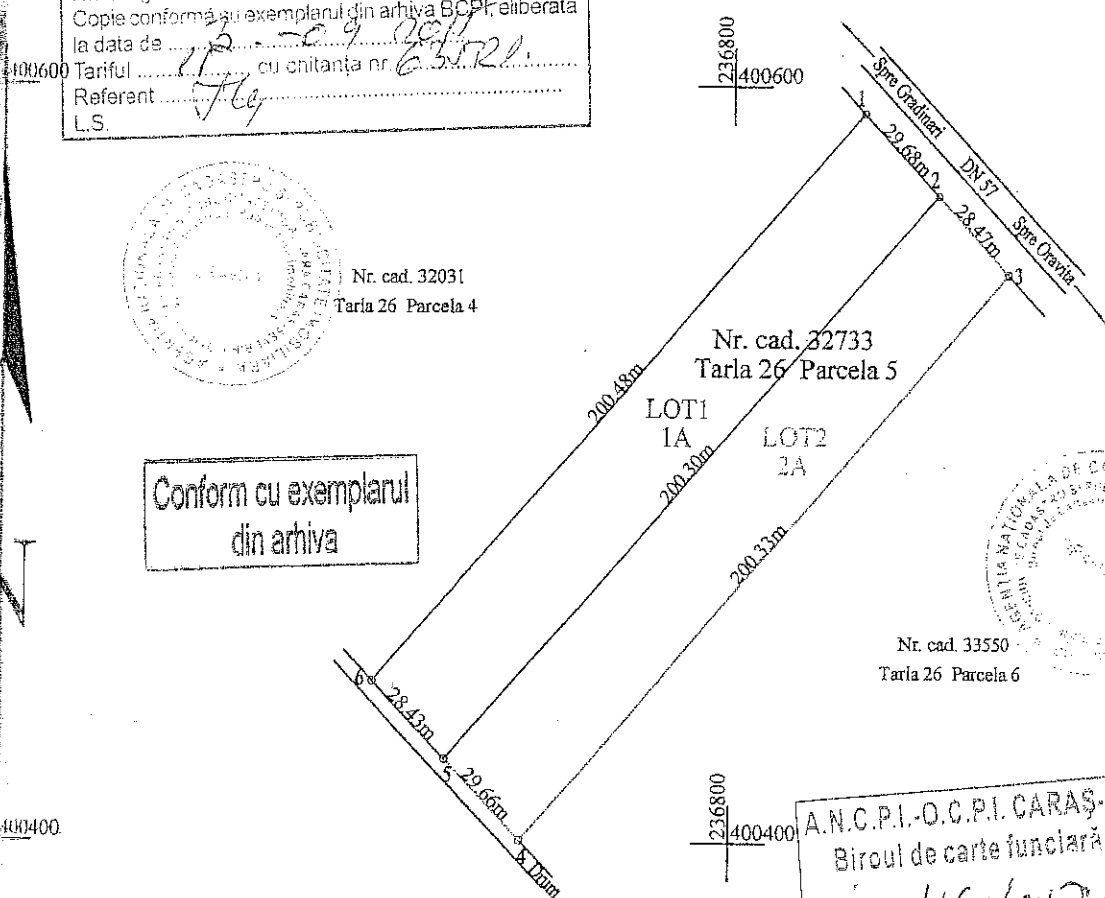 Copie conformă cu exemplarul din arhiva BCPI, eliberată
la data de
400600 Tariful cu chitanța nr.
Referent
L.S.
236800
400600
Spre Gradinari DN 57 Spre Oravita
1
29.68m
2
28.47m
3
Nr. cad. 32031
Tarla 26 Parcela 4
Nr. cad. 32733
Tarla 26 Parcela 5
200.48m
LOT1
1A
LOT2
2A
200.30m
200.33m
Conform cu exemplarul
din arhiva
N
Nr. cad. 33550
Tarla 26 Parcela 6
6
28.43m
5
29.66m
4 Drum
400400
236800
400400
A.N.C.P.I.-O.C.P.I. CARAȘ-
Biroul de carte funciară